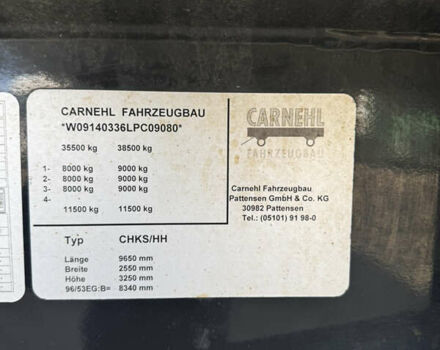 CARNEHL FAHRZEUGBAU
*W09140336LPC09080*
35500 kg 38500 kg
1- 8000 kg 9000 kg
2- 8000 kg 9000 kg
3- 8000 kg 9000 kg
4-
11500 kg 11500 kg
Typ CHKS/HH
Länge 9650 mm
Breite 2550 mm
Höhe 3250 mm
96/53EG:B= 8340 mm
CARNEHL
FAHRZEUGBAU
Carnehl Fahrzeugbau
Pattensen GmbH & Co. KG
30982 Pattensen
Tel.: (05101) 91 98-0